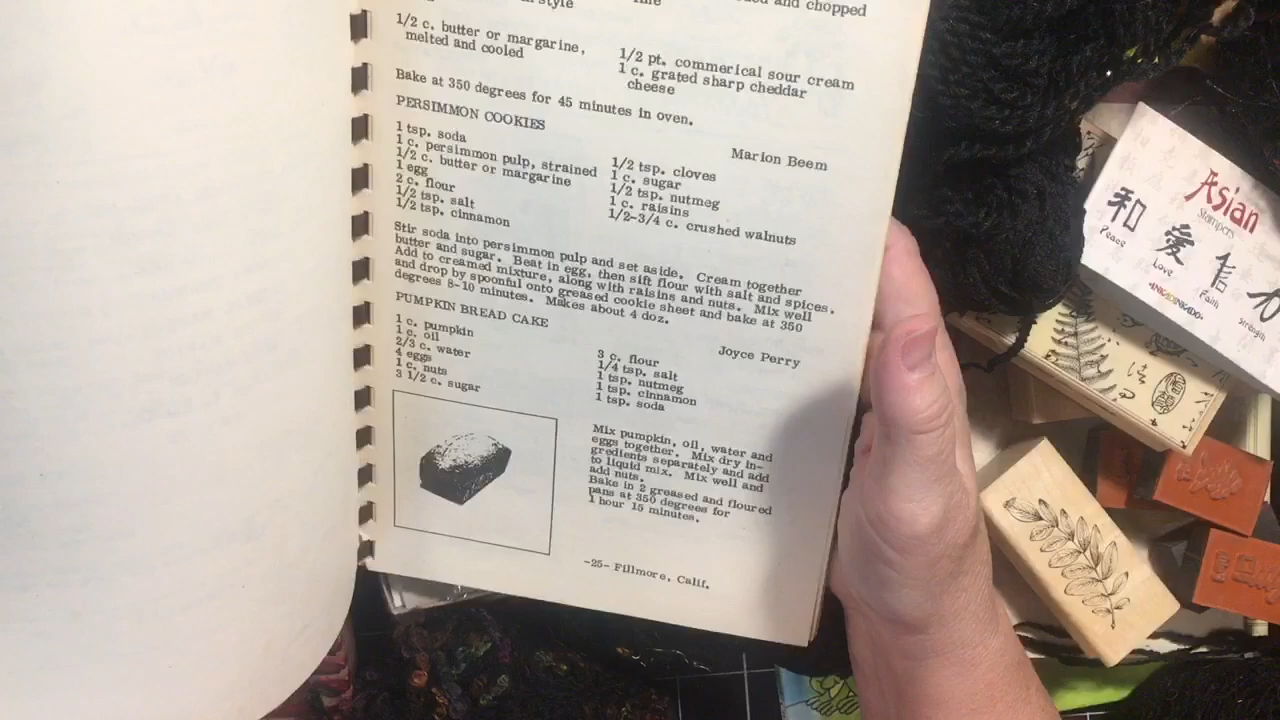 style
and chopped
1/2 c. butter or margarine,
melted and cooled
1/2 pt. commerical sour cream
1 c. grated sharp cheddar
cheese
Bake at 350 degrees for 45 minutes in oven.
PERSIMMON COOKIES
Marion Beem
1 tsp. soda
1 c. persimmon pulp, strained
1/2 c. butter or margarine
1 egg
2 c. flour
1/2 tsp. salt
1/2 tsp. cinnamon
1/2 tsp. cloves
1 c. sugar
1/2 tsp. nutmeg
1 c. raisins
1/2-3/4 c. crushed walnuts
Stir soda into persimmon pulp and set aside. Cream together
butter and sugar. Beat in egg, then sift flour with salt and spices.
Add to creamed mixture, along with raisins and nuts. Mix well
and drop by spoonful onto greased cookie sheet and bake at 350
degrees 8-10 minutes. Makes about 4 doz.
PUMPKIN BREAD CAKE
Joyce Perry
1 c. pumpkin
1 c. oil
2/3 c. water
4 eggs
1 c. nuts
3 1/2 c. sugar
3 c. flour
1/4 tsp. salt
1 tsp. nutmeg
1 tsp. cinnamon
1 tsp. soda
Mix pumpkin, oil, water and
eggs together. Mix dry in-
gredients separately and add
to liquid mix. Mix well and
add nuts.
Bake in 2 greased and floured
pans at 350 degrees for
1 hour 15 minutes.
-25- Fillmore, Calif.
Asian
Stampers
和
Peace
愛
Love
信
Faith
力
Strength
INKADINKADO